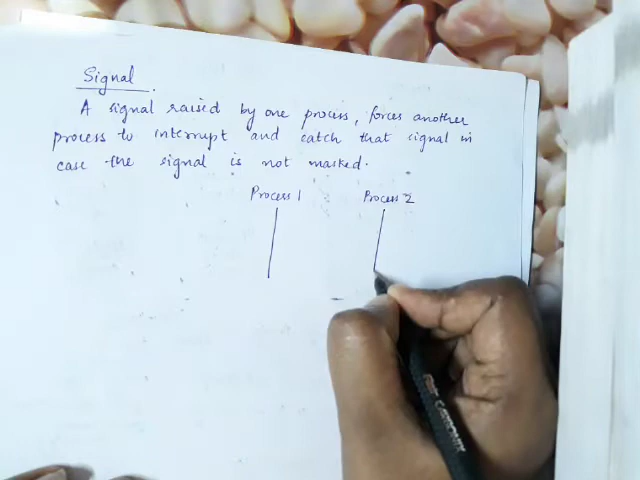 Signal
A signal raised by one process, forces another
process to interrupt and catch that signal in
case the signal is not masked.
Process 1 Process 2